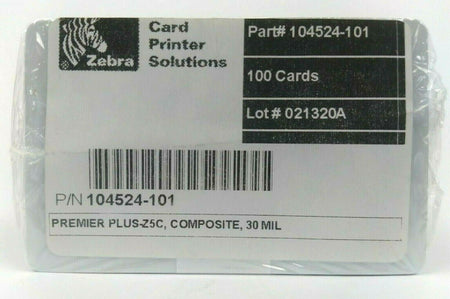 Zebra
Card
Printer
Solutions
Part# 104524-101
100 Cards
Lot # 021320A
P/N 104524-101
PREMIER PLUS-Z5C, COMPOSITE, 30 MIL